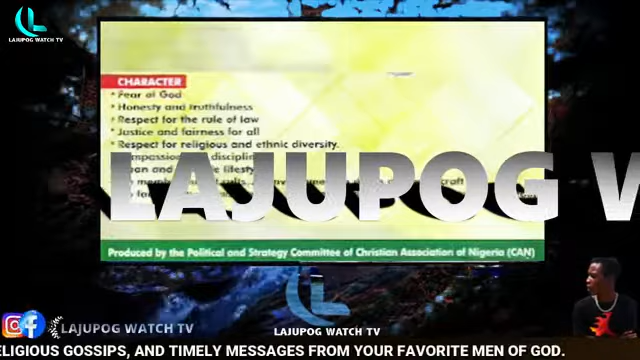 LAJUPOG WATCH TV
CHARACTER
* Fear of God
* Honesty and truthfulness
* Respect for the rule of law
* Justice and fairness for all
* Respect for religious and ethnic diversity.
LAJUPOG W
Produced by the Political and Strategy Committee of Christian Association of Nigeria (CAN)
LAJUPOG WATCH TV
LAJUPOG WATCH TV
ELIGIOUS GOSSIPS, AND TIMELY MESSAGES FROM YOUR FAVORITE MEN OF GOD.